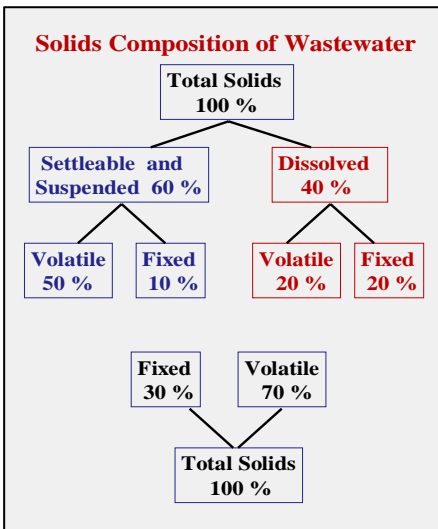 Solids Composition of Wastewater
Total Solids
100 %
Settleable and
Suspended 60 %
Dissolved
40 %
Volatile
50 %
Fixed
10 %
Volatile
20 %
Fixed
20 %
Fixed
30 %
Volatile
70 %
Total Solids
100 %